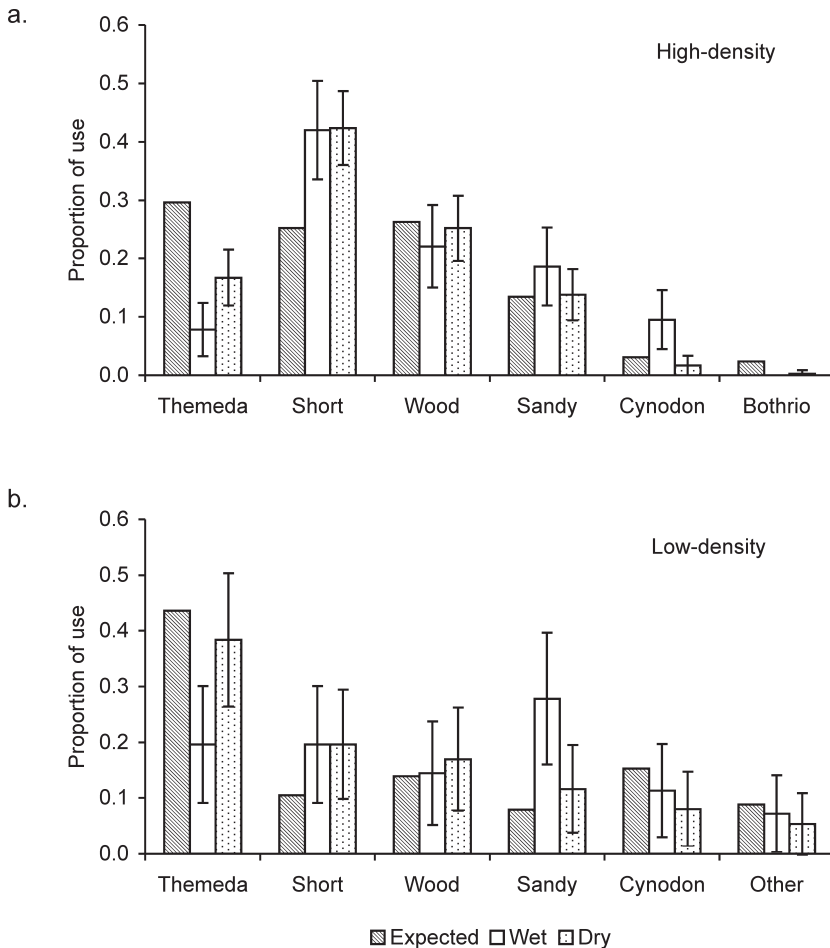 a.
High-density
Proportion of use
0.6
0.5
0.4
0.3
0.2
0.1
0.0
Themeda Short Wood Sandy Cynodon Bothrio
b.
Low-density
Proportion of use
0.6
0.5
0.4
0.3
0.2
0.1
0.0
Themeda Short Wood Sandy Cynodon Other
Expected Wet Dry